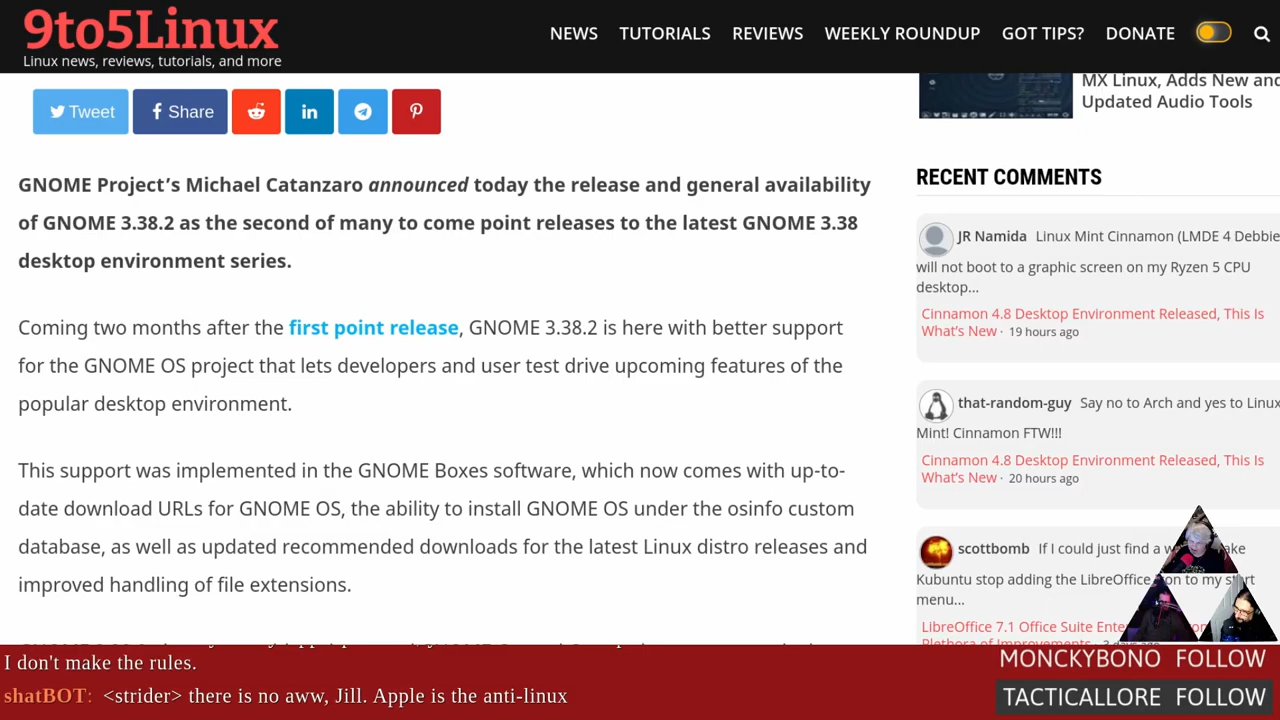 9to5Linux
Linux news, reviews, tutorials, and more
NEWS TUTORIALS REVIEWS WEEKLY ROUNDUP GOT TIPS? DONATE
Tweet Share
GNOME Project's Michael Catanzaro announced today the release and general availability
of GNOME 3.38.2 as the second of many to come point releases to the latest GNOME 3.38
desktop environment series.
Coming two months after the first point release, GNOME 3.38.2 is here with better support
for the GNOME OS project that lets developers and user test drive upcoming features of the
popular desktop environment.
This support was implemented in the GNOME Boxes software, which now comes with up-to-
date download URLs for GNOME OS, the ability to install GNOME OS under the osinfo custom
database, as well as updated recommended downloads for the latest Linux distro releases and
improved handling of file extensions.
MX Linux, Adds New and
Updated Audio Tools
RECENT COMMENTS
JR Namida Linux Mint Cinnamon (LMDE 4 Debbie
will not boot to a graphic screen on my Ryzen 5 CPU
desktop...
Cinnamon 4.8 Desktop Environment Released, This Is
What's New · 19 hours ago
that-random-guy Say no to Arch and yes to Linux
Mint! Cinnamon FTW!!!
Cinnamon 4.8 Desktop Environment Released, This Is
What's New · 20 hours ago
scottbomb If I could just find a
Kubuntu stop adding the LibreOffice to my start
menu...
LibreOffice 7.1 Office Suite
Plethora of Improvements
I don't make the rules.
shatBOT: <strider> there is no aww, Jill. Apple is the anti-linux
MONCKYBONO FOLLOW
TACTICALLORE FOLLOW